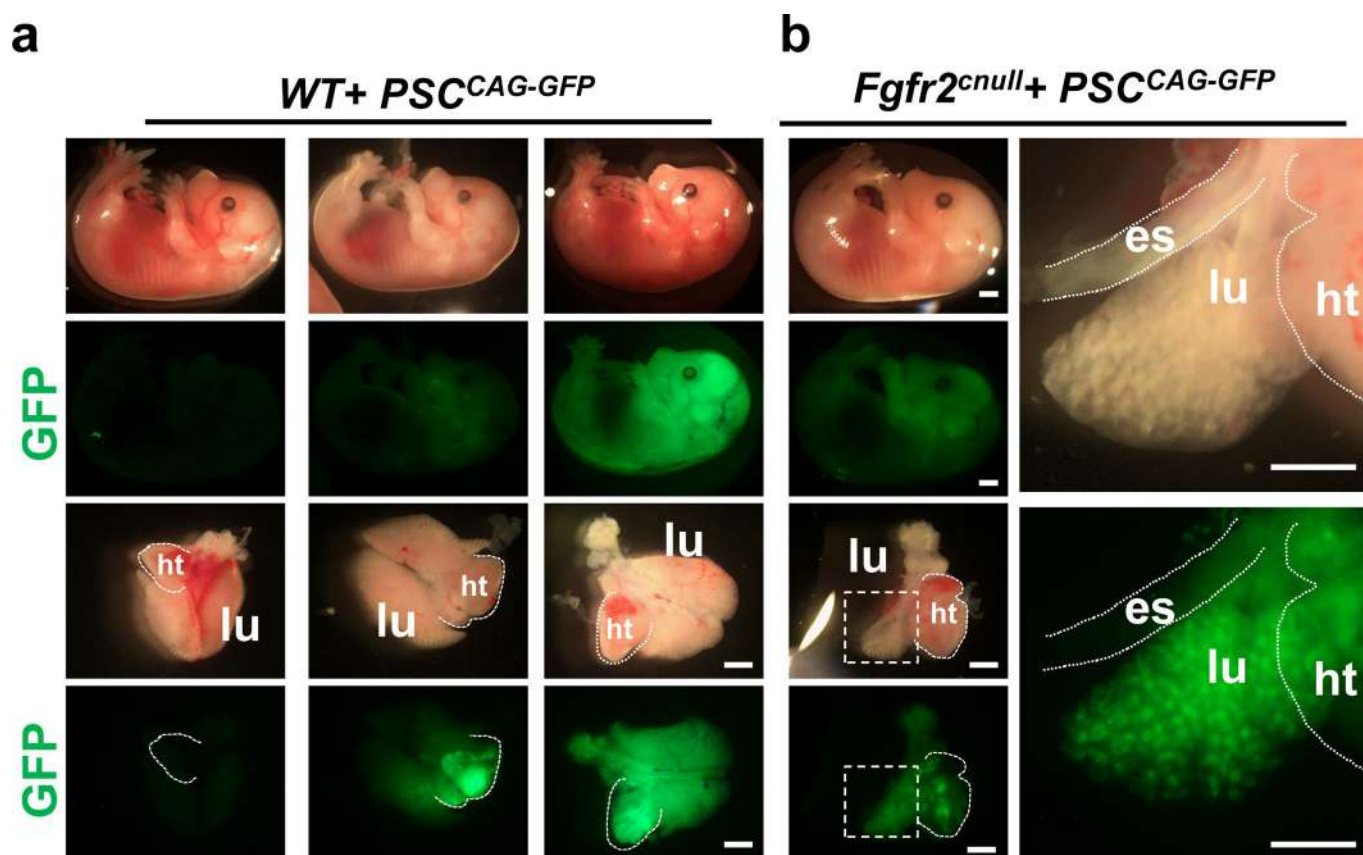 a
b
WT+ PSC^CAG-GFP
Fgfr2^cnull+ PSC^CAG-GFP
es
lu
ht
GFP
ht
lu
lu
ht
lu
ht
lu
ht
es
lu
ht
GFP